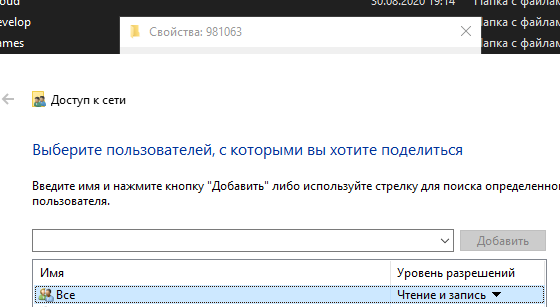 oud 30.08.2020 19:14 Папка с файлам
evelop Папка с файлам
ames Папка с файлам
Свойства: 981063
Доступ к сети
Выберите пользователей, с которыми вы хотите поделиться
Введите имя и нажмите кнопку "Добавить" либо используйте стрелку для поиска определенного
пользователя.
Добавить
Имя Уровень разрешений
Все Чтение и запись